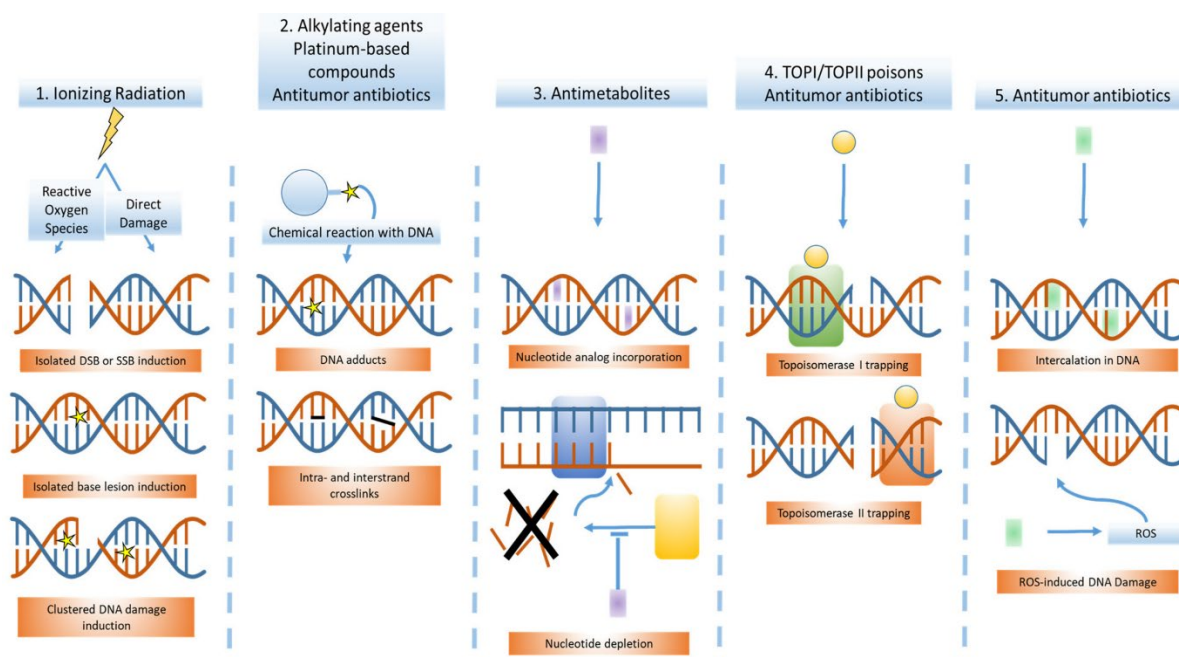 1. Ionizing Radiation
Reactive
Oxygen
Species
Direct
Damage
Isolated DSB or SSB induction
Isolated base lesion induction
Clustered DNA damage
induction
2. Alkylating agents
Platinum-based
compounds
Antitumor antibiotics
Chemical reaction with DNA
DNA adducts
Intra- and interstrand
crosslinks
3. Antimetabolites
Nucleotide analog incorporation
Nucleotide depletion
4. TOPI/TOPII poisons
Antitumor antibiotics
Topoisomerase I trapping
Topoisomerase II trapping
5. Antitumor antibiotics
Intercalation in DNA
ROS
ROS-induced DNA Damage